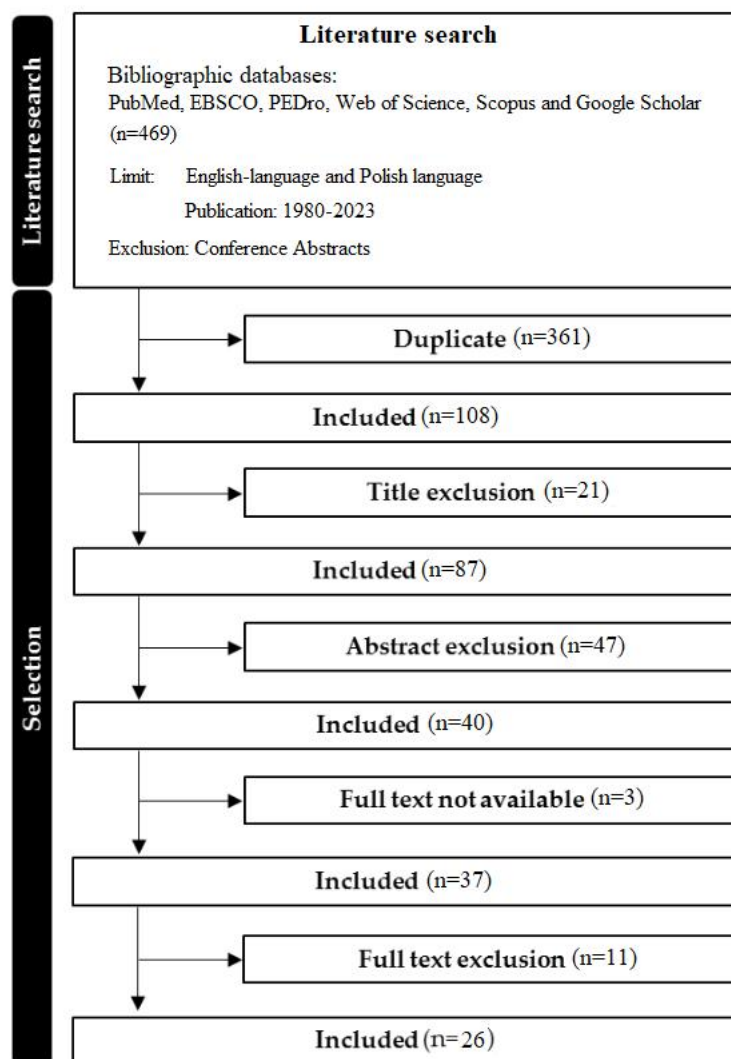 Literature search
Literature search
Bibliographic databases:
PubMed, EBSCO, PEDro, Web of Science, Scopus and Google Scholar
(n=469)
Limit: English-language and Polish language
Publication: 1980-2023
Exclusion: Conference Abstracts
Selection
Duplicate (n=361)
Included (n=108)
Title exclusion (n=21)
Included (n=87)
Abstract exclusion (n=47)
Included (n=40)
Full text not available (n=3)
Included (n=37)
Full text exclusion (n=11)
Included (n=26)